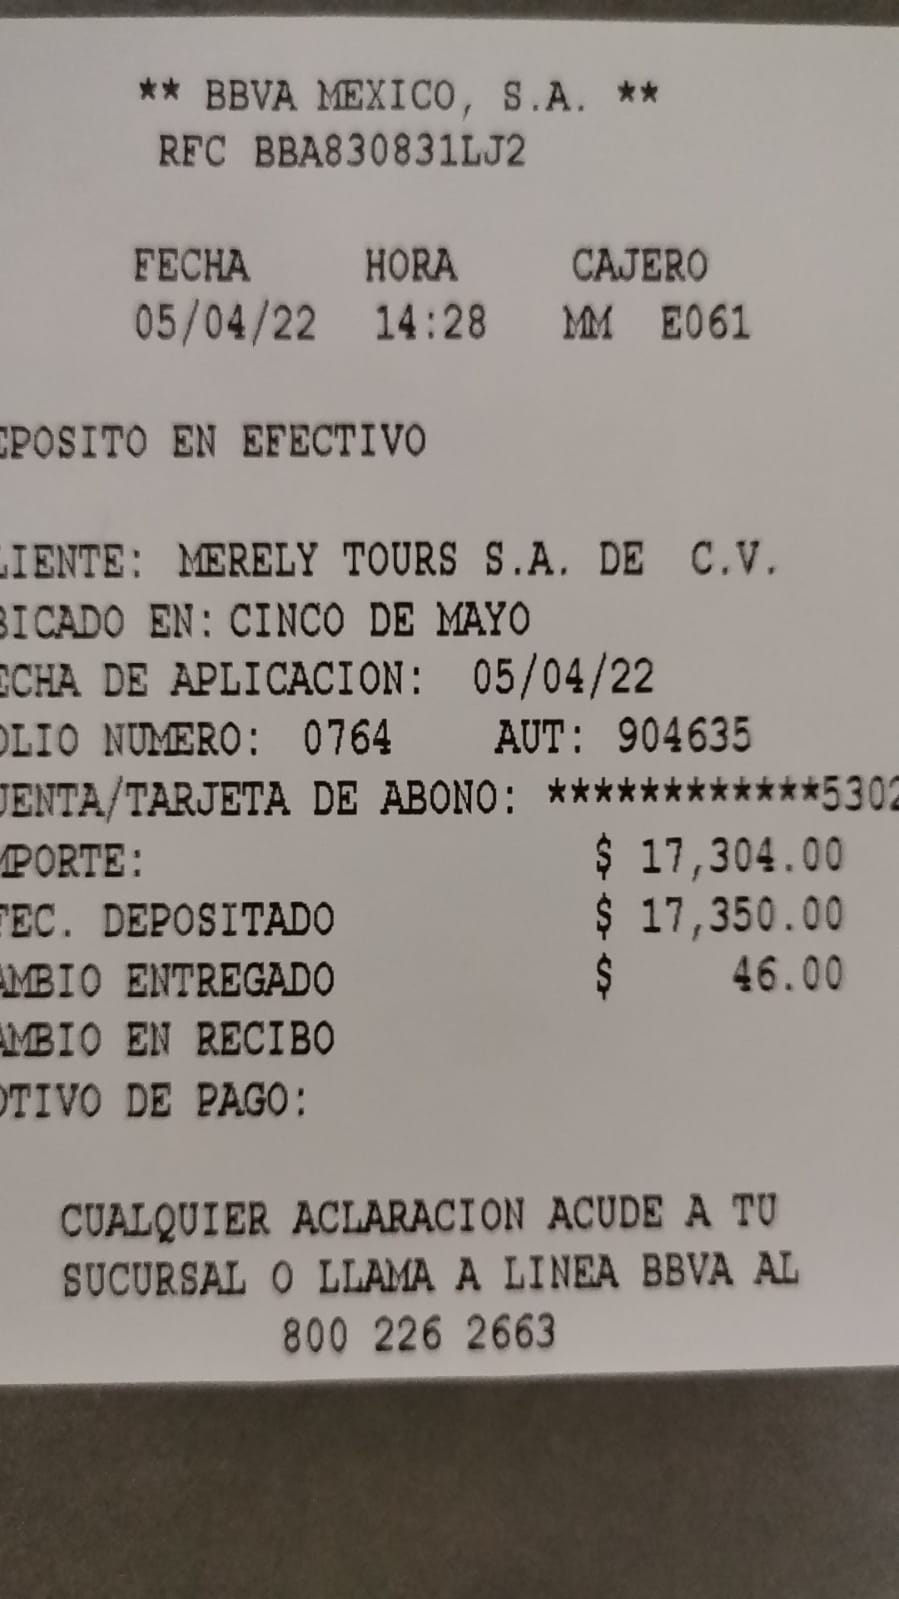 ** BBVA MEXICO, S.A. **
RFC BBA830831LJ2
FECHA HORA CAJERO
05/04/22 14:28 MM E061
EPOSITO EN EFECTIVO
LIENTE: MERELY TOURS S.A. DE C.V.
BICADO EN: CINCO DE MAYO
ECHA DE APLICACION: 05/04/22
OLIO NUMERO: 0764 AUT: 904635
UENTA/TARJETA DE ABONO: ************5302
MPORTE: $ 17,304.00
FEC. DEPOSITADO $ 17,350.00
AMBIO ENTREGADO $ 46.00
AMBIO EN RECIBO
OTIVO DE PAGO:
CUALQUIER ACLARACION ACUDE A TU
SUCURSAL O LLAMA A LINEA BBVA AL
800 226 2663